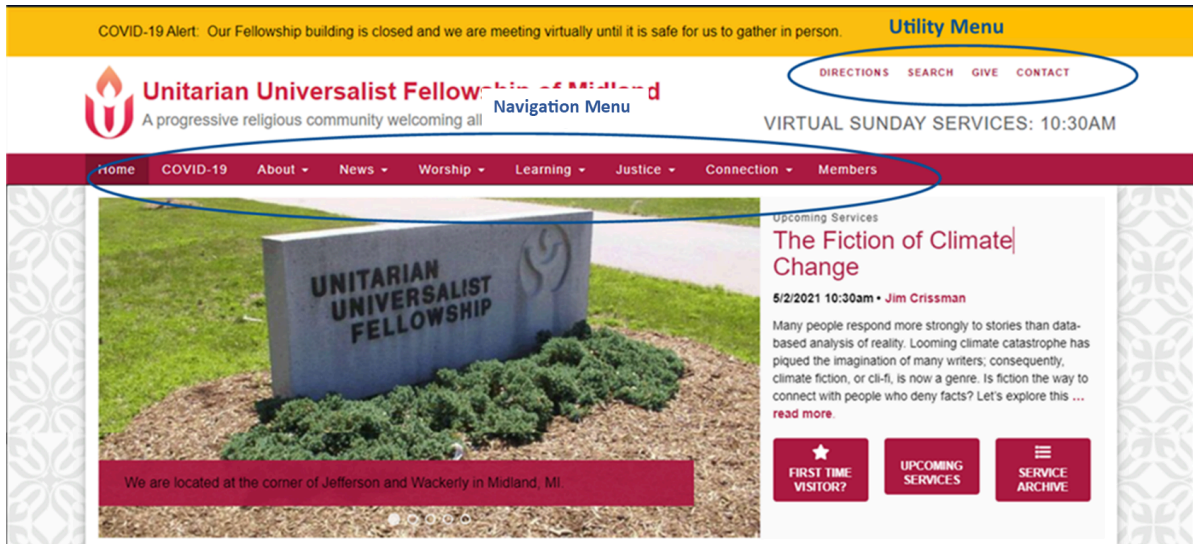 COVID-19 Alert: Our Fellowship building is closed and we are meeting virtually until it is safe for us to gather in person.
Utility Menu
DIRECTIONS SEARCH GIVE CONTACT
Unitarian Universalist Fellowship of Midland
Navigation Menu
A progressive religious community welcoming all
VIRTUAL SUNDAY SERVICES: 10:30AM
Home COVID-19 About News Worship Learning Justice Connection Members
UNITARIAN
UNIVERSALIST
FELLOWSHIP
We are located at the corner of Jefferson and Wackerly in Midland, MI.
Upcoming Services
The Fiction of Climate
Change
5/2/2021 10:30am • Jim Crissman
Many people respond more strongly to stories than data-
based analysis of reality. Looming climate catastrophe has
piqued the imagination of many writers; consequently,
climate fiction, or cli-fi, is now a genre. Is fiction the way to
connect with people who deny facts? Let's explore this ...
read more.
FIRST TIME
VISITOR?
UPCOMING
SERVICES
SERVICE
ARCHIVE